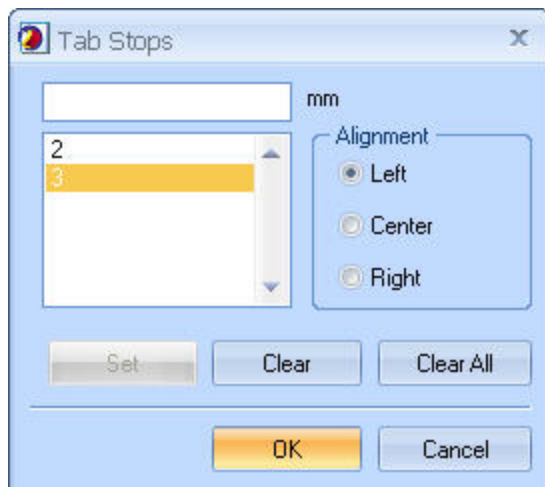 Tab Stops
mm
2
3
Alignment
Left
Center
Right
Set
Clear
Clear All
OK
Cancel